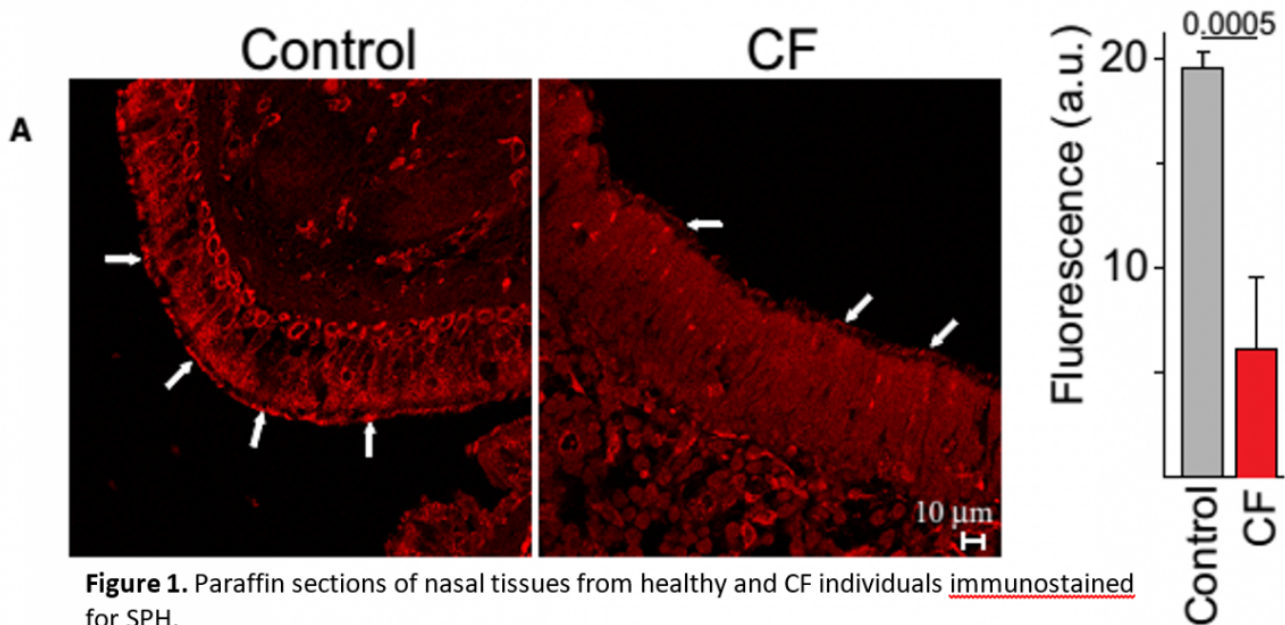 Control
CF
A
10 μm
0.0005
Fluorescence (a.u.)
20
10
Control
CF
Figure 1. Paraffin sections of nasal tissues from healthy and CF individuals immunostained
for SPH.